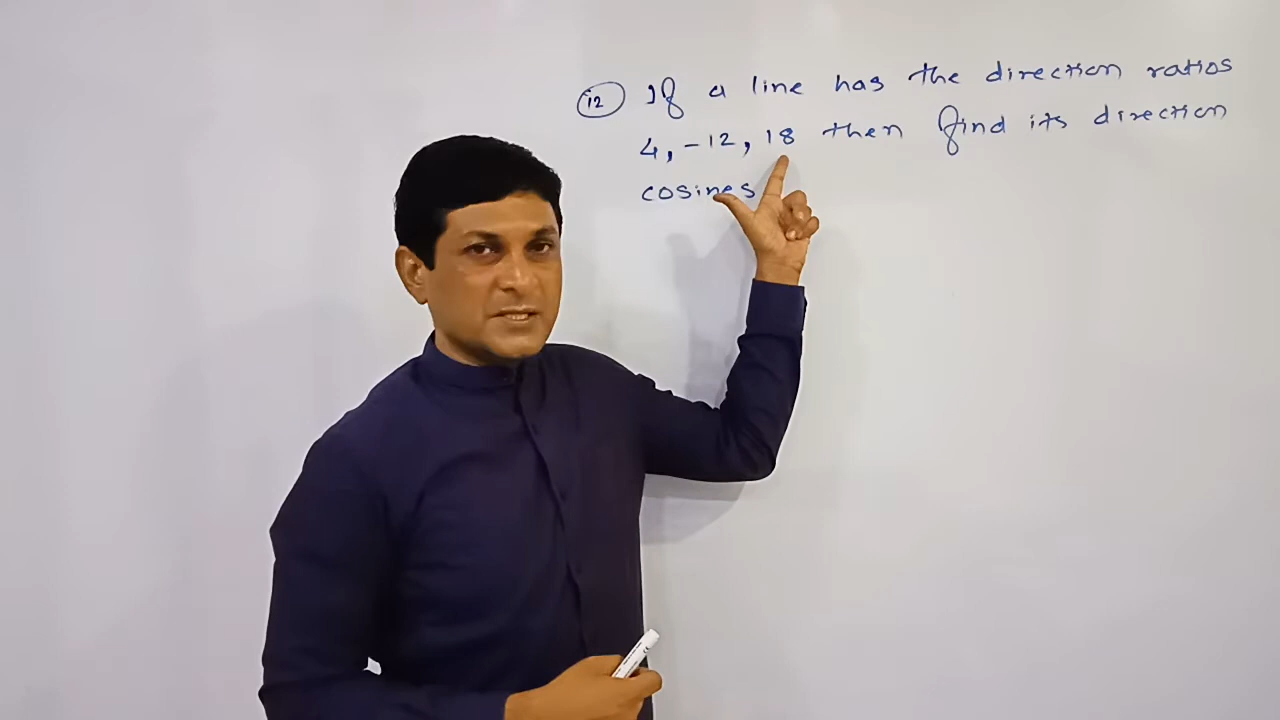 12 If a line has the direction ratios
4, -12, 18 then find its direction
cosines